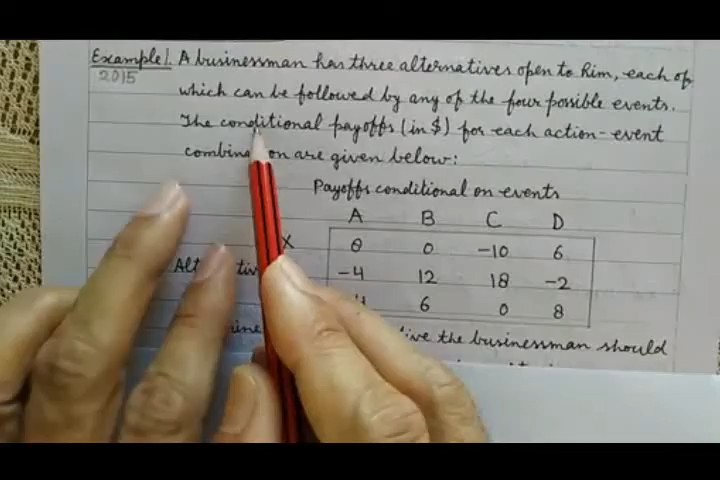 Example 1. A businessman has three alternatives open to him, each of
2015 which can be followed by any of the four possible events.
The conditional payoffs (in $) for each action-event
are given below:
Payoffs conditional on events
A B C D
X 0 -10 6
-4 12 18 -2
6 0 8
the businessman should